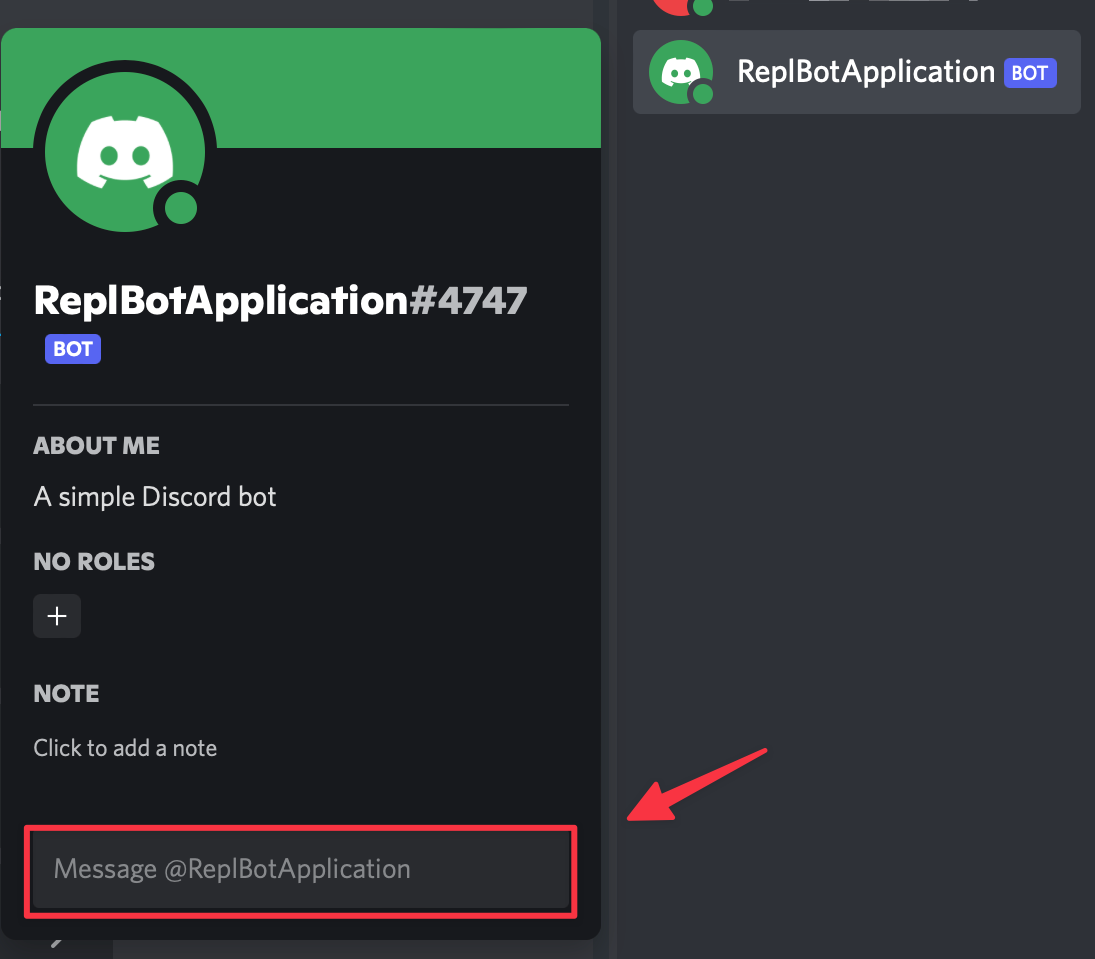 ReplBotApplication BOT
ReplBotApplication#4747
BOT
ABOUT ME
A simple Discord bot
NO ROLES
NOTE
Click to add a note
Message @ReplBotApplication